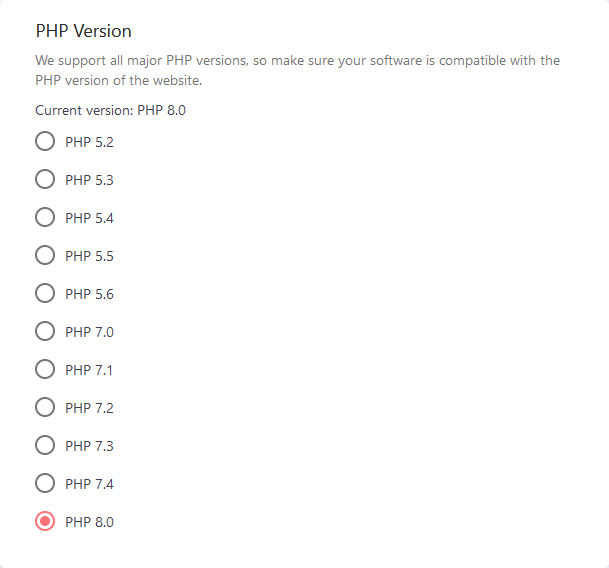 PHP Version
We support all major PHP versions, so make sure your software is compatible with the
PHP version of the website.
Current version: PHP 8.0
PHP 5.2
PHP 5.3
PHP 5.4
PHP 5.5
PHP 5.6
PHP 7.0
PHP 7.1
PHP 7.2
PHP 7.3
PHP 7.4
PHP 8.0